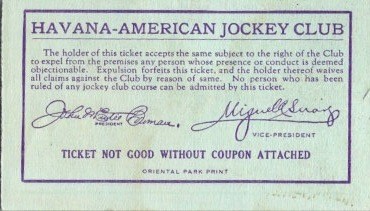 HAVANA-AMERICAN JOCKEY CLUB
The holder of this ticket accepts the same subject to the right of the Club
to expel from the premises any person whose presence or conduct is deemed
objectionable. Expulsion forfeits this ticket, and the holder thereof waives
all claims against the Club by reason of same. No person who has been
ruled of any jockey club course can be admitted by this ticket.
PRESIDENT
VICE-PRESIDENT
TICKET NOT GOOD WITHOUT COUPON ATTACHED
ORIENTAL PARK PRINT